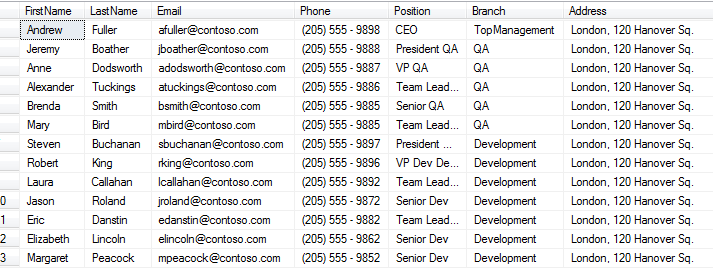 FirstName LastName Email Phone Position Branch Address
Andrew Fuller afuller@contoso.com (205) 555 - 9898 CEO TopManagement London, 120 Hanover Sq.
Jeremy Boather jboather@contoso.com (205) 555 - 9888 President QA QA London, 120 Hanover Sq.
Anne Dodsworth adodsworth@contoso.com (205) 555 - 9887 VP QA QA London, 120 Hanover Sq.
Alexander Tuckings atuckings@contoso.com (205) 555 - 9886 Team Lead... QA London, 120 Hanover Sq.
Brenda Smith bsmith@contoso.com (205) 555 - 9885 Senior QA QA London, 120 Hanover Sq.
Mary Bird mbird@contoso.com (205) 555 - 9885 Team Lead... QA London, 120 Hanover Sq.
Steven Buchanan sbuchanan@contoso.com (205) 555 - 9897 President ... Development London, 120 Hanover Sq.
Robert King rking@contoso.com (205) 555 - 9896 VP Dev De... Development London, 120 Hanover Sq.
Laura Callahan lcallahan@contoso.com (205) 555 - 9892 Team Lead... Development London, 120 Hanover Sq.
0 Jason Roland jroland@contoso.com (205) 555 - 9872 Senior Dev Development London, 120 Hanover Sq.
1 Eric Danstin edanstin@contoso.com (205) 555 - 9882 Team Lead... Development London, 120 Hanover Sq.
2 Elizabeth Lincoln elincoln@contoso.com (205) 555 - 9862 Senior Dev Development London, 120 Hanover Sq.
3 Margaret Peacock mpeacock@contoso.com (205) 555 - 9852 Senior Dev Development London, 120 Hanover Sq.